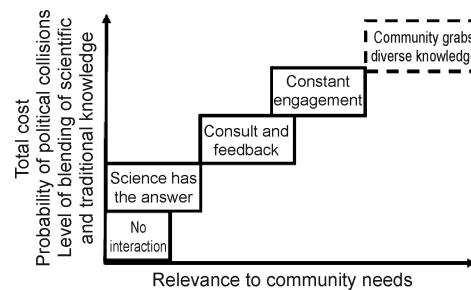 Total cost
Probability of political collisions
Level of blending of scientific
and traditional knowledge
Community grabs
diverse knowledge
Constant
engagement
Consult and
feedback
Science has
the answer
No
interaction
Relevance to community needs